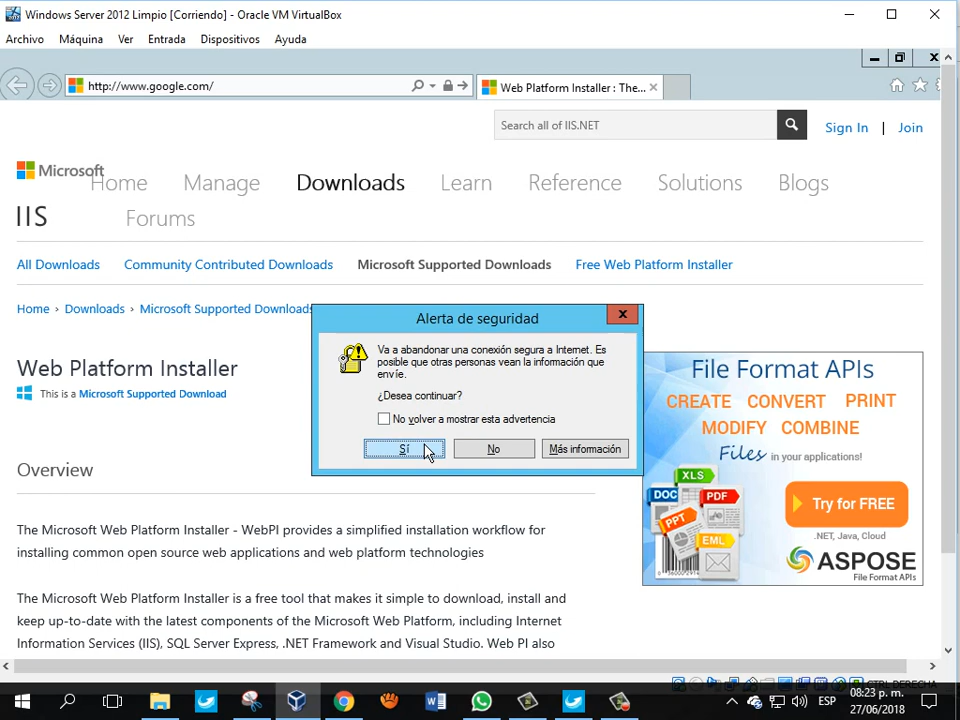 Windows Server 2012 Limpio [Corriendo] - Oracle VM VirtualBox
Archivo Máquina Ver Entrada Dispositivos Ayuda
http://www.google.com/
Web Platform Installer : The...
Search all of IIS.NET
Sign In | Join
Microsoft
IIS
Home Manage Downloads Learn Reference Solutions Blogs
Forums
All Downloads Community Contributed Downloads Microsoft Supported Downloads Free Web Platform Installer
Home › Downloads › Microsoft Supported Downloads
Alerta de seguridad
Va a abandonar una conexión segura a Internet. Es
posible que otras personas vean la información que
envíe.
¿Desea continuar?
No volver a mostrar esta advertencia
Sí No Más información
Web Platform Installer
This is a Microsoft Supported Download
Overview
The Microsoft Web Platform Installer - WebPI provides a simplified installation workflow for
installing common open source web applications and web platform technologies
The Microsoft Web Platform Installer is a free tool that makes it simple to download, install and
keep up-to-date with the latest components of the Microsoft Web Platform, including Internet
Information Services (IIS), SQL Server Express, .NET Framework and Visual Studio. Web PI also
File Format APIs
CREATE CONVERT PRINT
MODIFY COMBINE
Files in your applications!
XLS
DOC
PDF
PPT
EML
Try for FREE
.NET, Java, Cloud
ASPOSE
File Format APIs
CTRL DERECHA
ESP
08:23 p. m.
27/06/2018